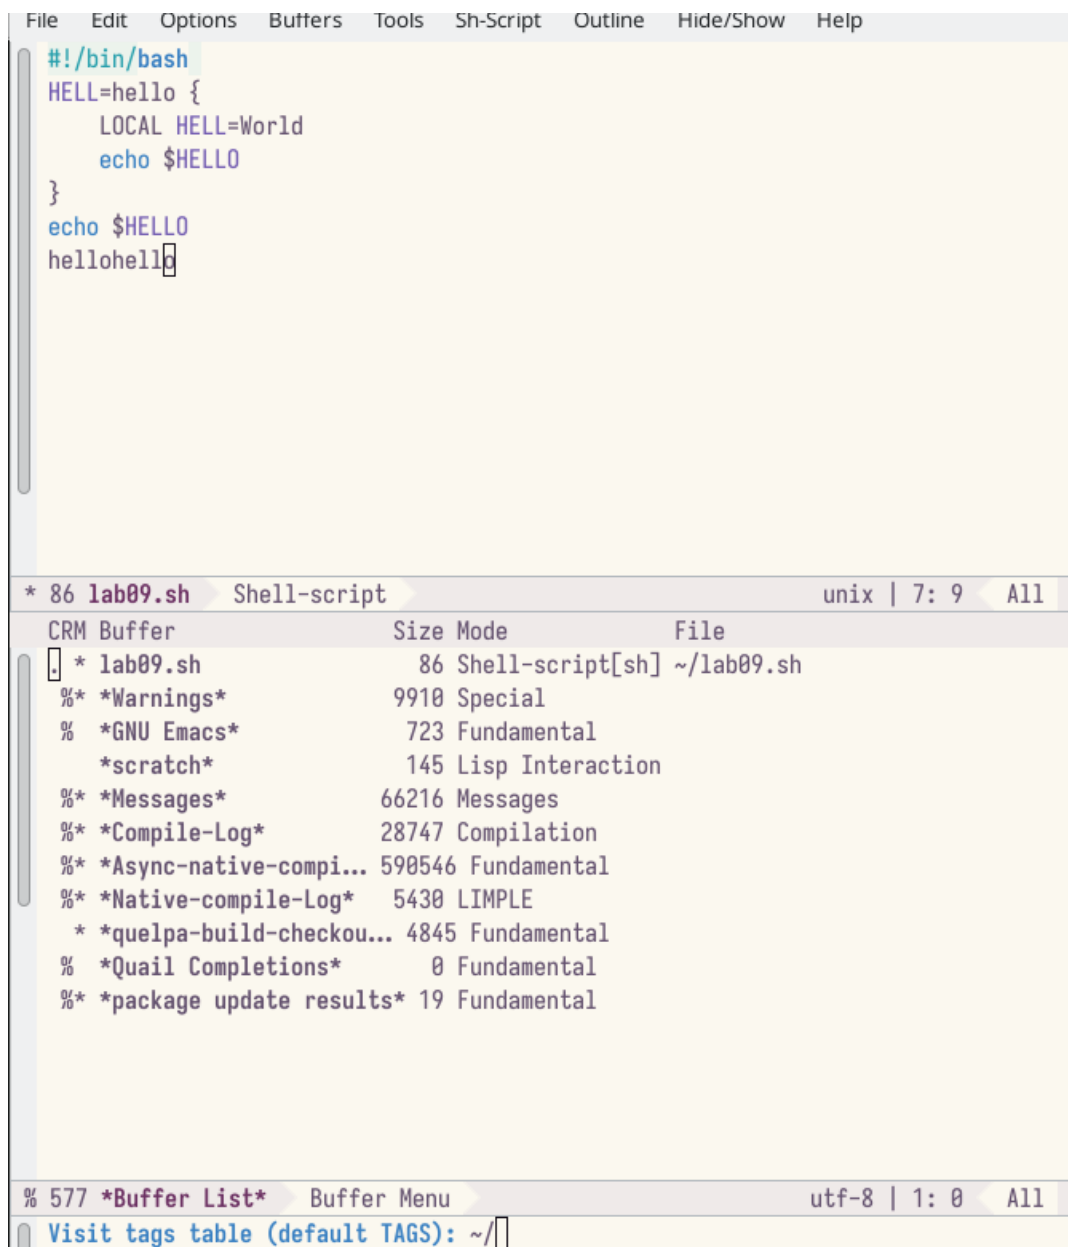 File Edit Options Buffers Tools Sh-Script Outline Hide/Show Help
#!/bin/bash
HELL=hello {
    LOCAL HELL=World
    echo $HELLO
}
echo $HELLO
hellohello
* 86 lab09.sh Shell-script unix | 7: 9 All
CRM Buffer Size Mode File
. * lab09.sh 86 Shell-script[sh] ~/lab09.sh
%* *Warnings* 9910 Special
% *GNU Emacs* 723 Fundamental
*scratch* 145 Lisp Interaction
%* *Messages* 66216 Messages
%* *Compile-Log* 28747 Compilation
%* *Async-native-compi... 590546 Fundamental
%* *Native-compile-Log* 5430 LIMPLE
* *quelpa-build-checkou... 4845 Fundamental
% *Quail Completions* 0 Fundamental
%* *package update results* 19 Fundamental
% 577 *Buffer List* Buffer Menu utf-8 | 1: 0 All
Visit tags table (default TAGS): ~/